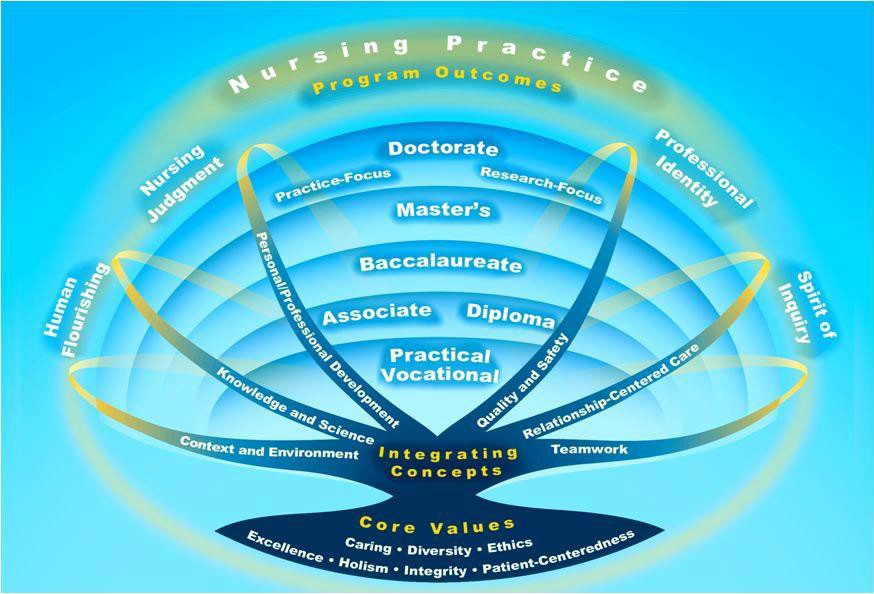 Nursing Practice
Program Outcomes
Nursing
Judgment
Professional
Identity
Human
Flourishing
Spirit of
Inquiry
Doctorate
Practice-Focus
Research-Focus
Master's
Baccalaureate
Associate
Diploma
Practical
Vocational
Personal/Professional Development
Quality and Safety
Knowledge and Science
Relationship-Centered Care
Context and Environment
Teamwork
Integrating
Concepts
Core Values
Caring • Diversity • Ethics
Excellence • Holism • Integrity • Patient-Centeredness